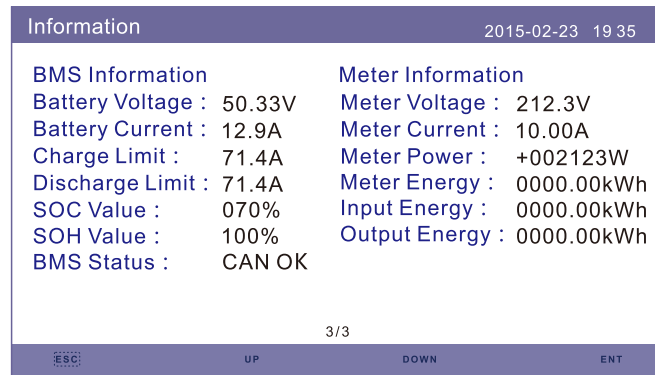 Information 2015-02-23 19 35
BMS Information
Battery Voltage : 50.33V
Battery Current : 12.9A
Charge Limit : 71.4A
Discharge Limit : 71.4A
SOC Value : 070%
SOH Value : 100%
BMS Status : CAN OK
Meter Information
Meter Voltage : 212.3V
Meter Current : 10.00A
Meter Power : +002123W
Meter Energy : 0000.00kWh
Input Energy : 0000.00kWh
Output Energy : 0000.00kWh
3/3
ESC UP DOWN ENT